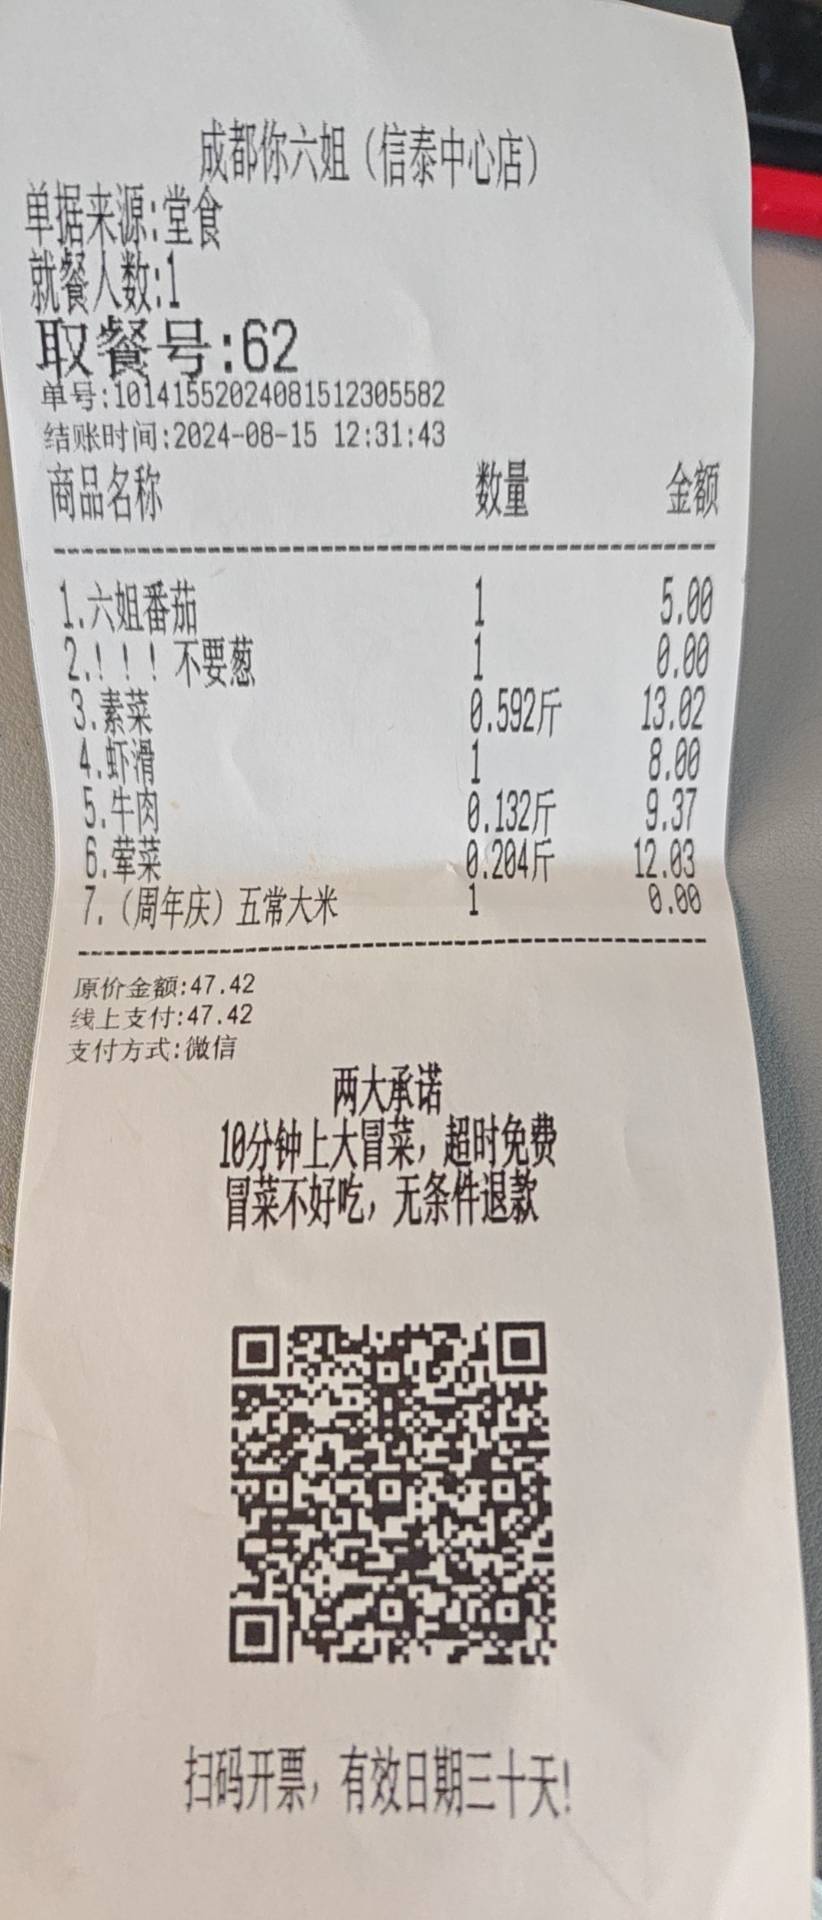 成都你六姐（信泰中心店）
单据来源:堂食
就餐人数:1
取餐号:62
单号:10141552024081512305582
结账时间:2024-08-15 12:31:43
商品名称 数量 金额
1.六姐番茄 1 5.00
2.！！！不要葱 1 0.00
3.素菜 0.592斤 13.02
4.虾滑 1 8.00
5.牛肉 0.132斤 9.37
6.荤菜 0.204斤 12.03
7.（周年庆）五常大米 1 0.00
原价金额:47.42
线上支付:47.42
支付方式:微信
两大承诺
10分钟上大冒菜，超时免费
冒菜不好吃，无条件退款
扫码开票，有效日期三十天！